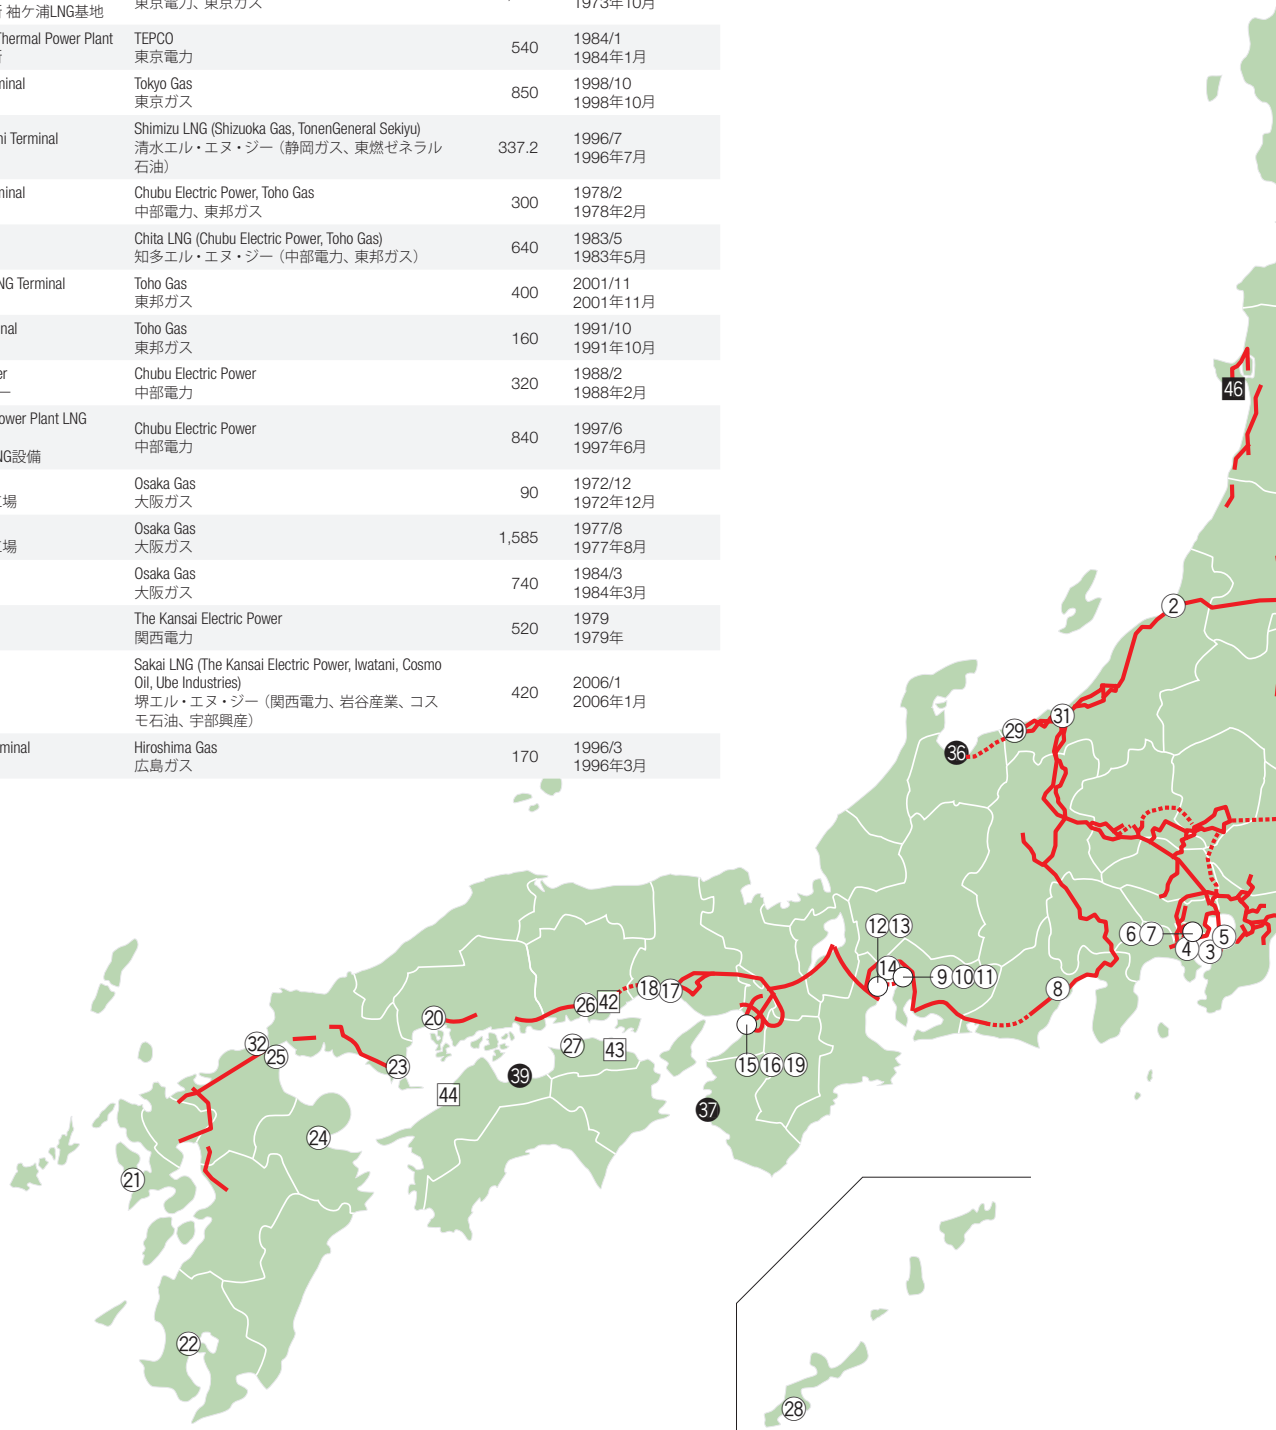 新 袖ケ浦LNG基地
東京電力、東京ガス
1973年10月
Thermal Power Plant
TEPCO
東京電力
540
1984/1
1984年1月
Tokyo Gas
東京ガス
850
1998/10
1998年10月
Terminal
Shimizu LNG (Shizuoka Gas, TonenGeneral Sekiyu)
清水エル・エヌ・ジー（静岡ガス、東燃ゼネラル
石油）
337.2
1996/7
1996年7月
Chubu Electric Power, Toho Gas
中部電力、東邦ガス
300
1978/2
1978年2月
Chita LNG (Chubu Electric Power, Toho Gas)
知多エル・エヌ・ジー（中部電力、東邦ガス）
640
1983/5
1983年5月
NG Terminal
Toho Gas
東邦ガス
400
2001/11
2001年11月
Toho Gas
東邦ガス
160
1991/10
1991年10月
Chubu Electric Power
中部電力
320
1988/2
1988年2月
ower Plant LNG
NG設備
Chubu Electric Power
中部電力
840
1997/6
1997年6月
工場
Osaka Gas
大阪ガス
90
1972/12
1972年12月
工場
Osaka Gas
大阪ガス
1,585
1977/8
1977年8月
Osaka Gas
大阪ガス
740
1984/3
1984年3月
The Kansai Electric Power
関西電力
520
1979
1979年
Sakai LNG (The Kansai Electric Power, Iwatani, Cosmo
Oil, Ube Industries)
堺エル・エヌ・ジー（関西電力、岩谷産業、コス
モ石油、宇部興産）
420
2006/1
2006年1月
Hiroshima Gas
広島ガス
170
1996/3
1996年3月
46
2
31
29
36
12 13
6 7
5
4
3
14
9 10 11
8
18 17
26 42
20
27
43
32
25
23
39
44
15 16 19
37
24
21
22
28